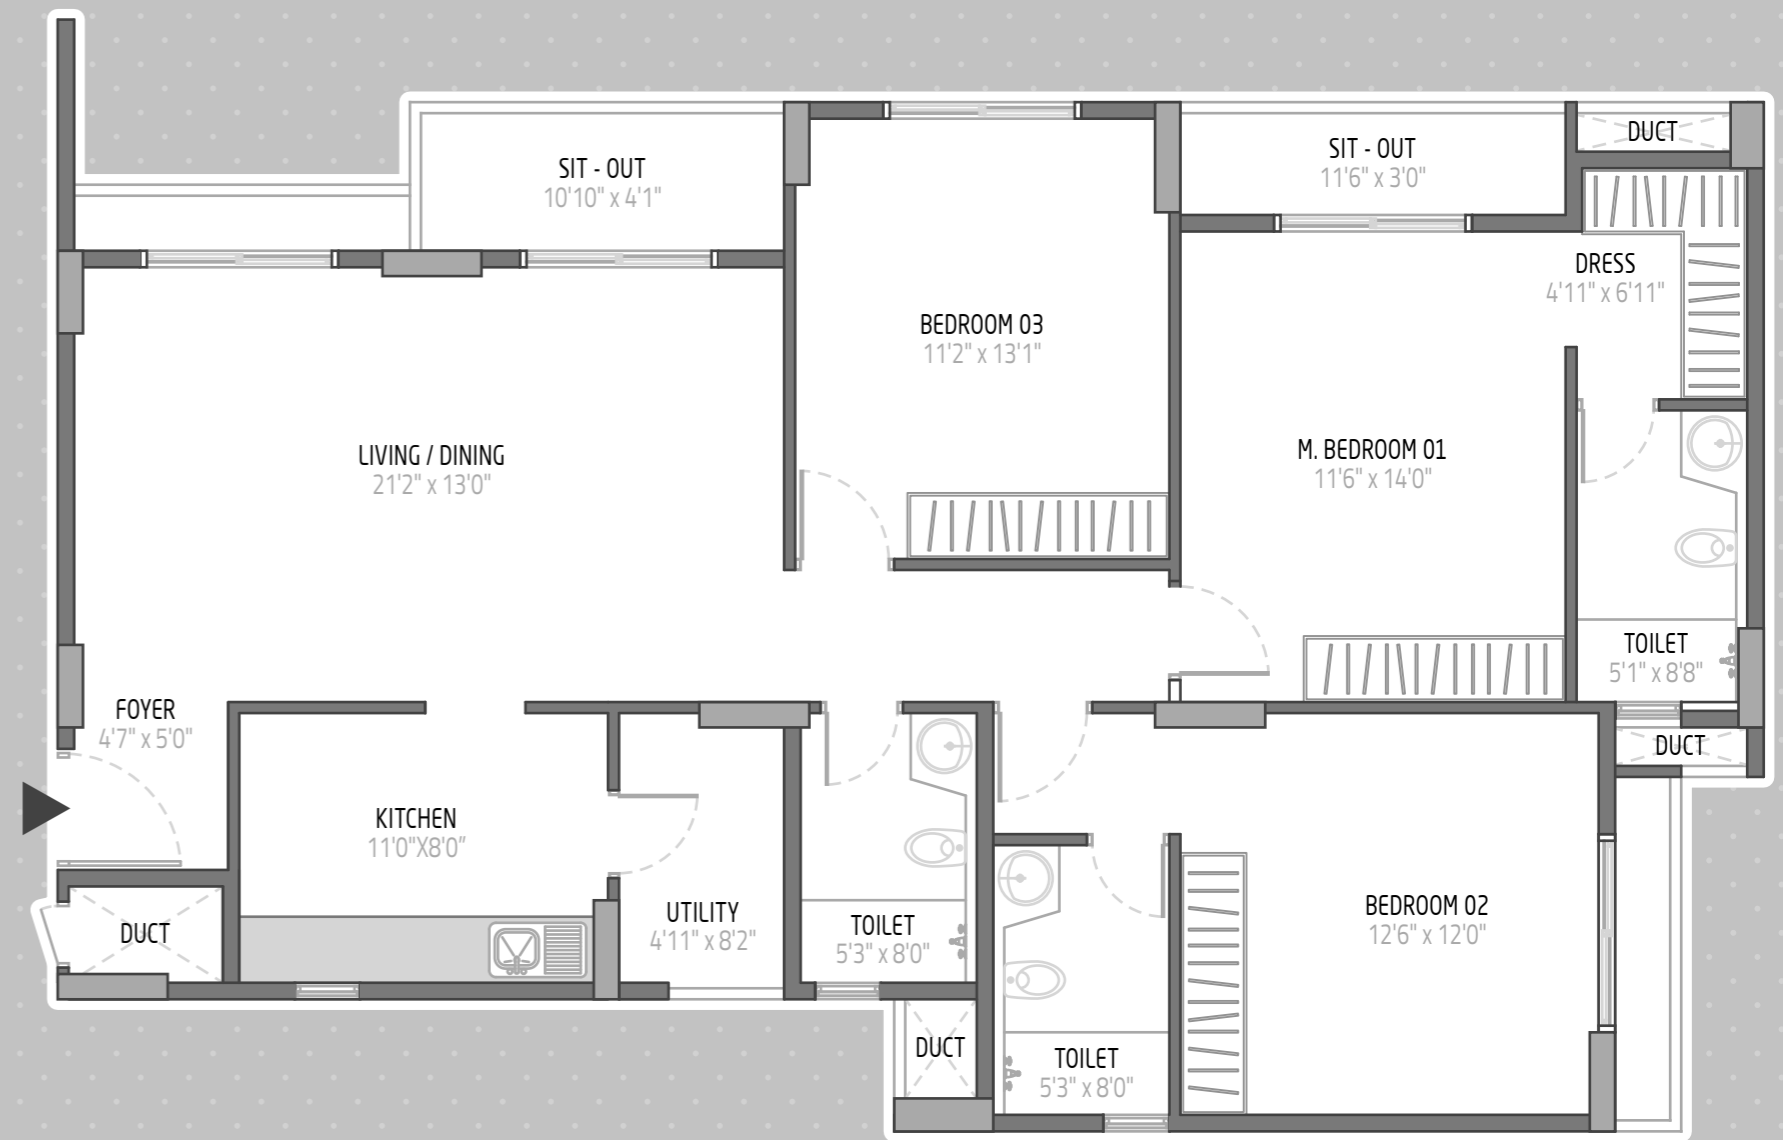 DUCT
SIT - OUT
11'6" x 3'0"
SIT - OUT
10'10" x 4'1"
DRESS
4'11" x 6'11"
BEDROOM 03
11'2" x 13'1"
M. BEDROOM 01
11'6" x 14'0"
LIVING / DINING
21'2" x 13'0"
TOILET
5'1" x 8'8"
FOYER
4'7" x 5'0"
DUCT
KITCHEN
11'0"X8'0"
UTILITY
4'11" x 8'2"
TOILET
5'3" x 8'0"
BEDROOM 02
12'6" x 12'0"
DUCT
DUCT
TOILET
5'3" x 8'0"